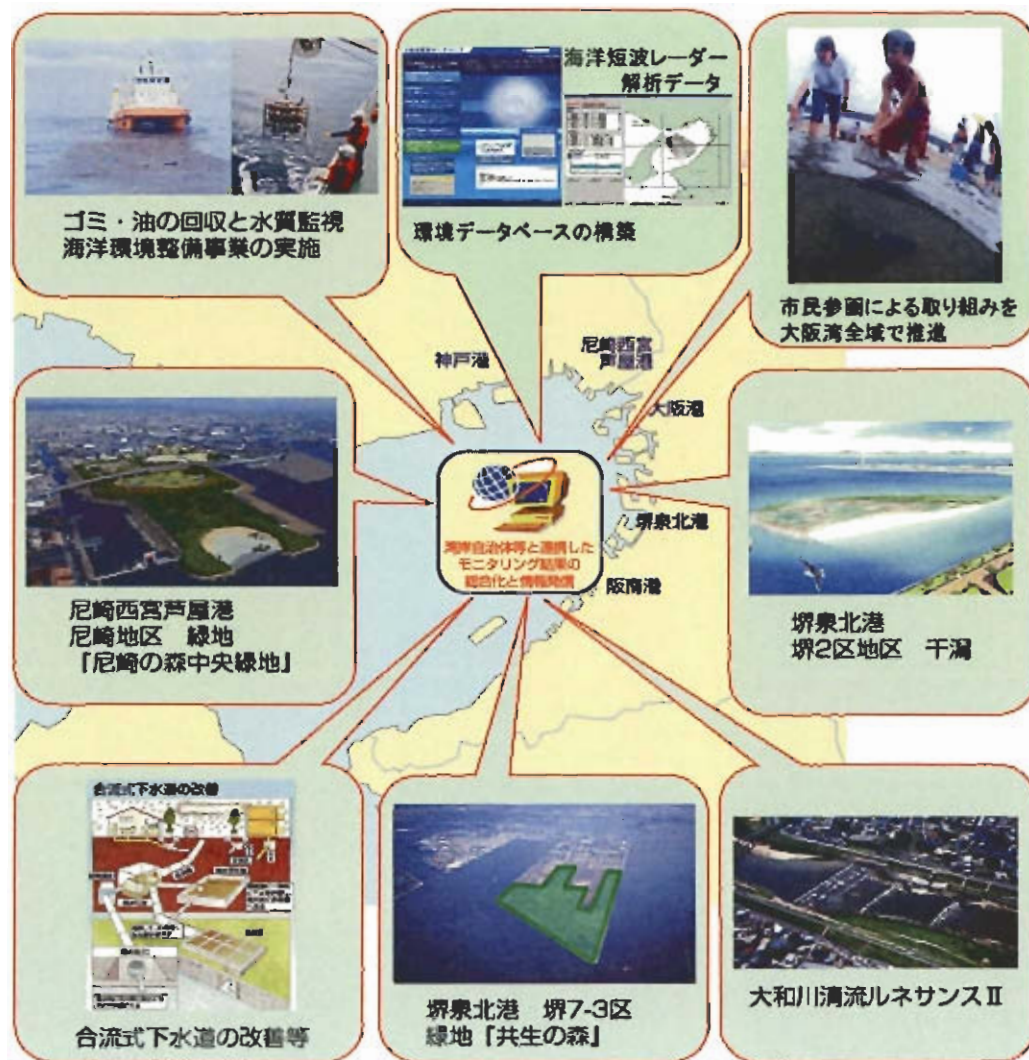 海洋短波レーダー
解析データ
ゴミ・油の回収と水質監視
海洋環境整備事業の実施
環境データベースの構築
市民参画による取り組みを
大阪湾全域で推進
神戸港
尼崎西宮
芦屋港
大阪港
堺泉北港
阪南港
湾岸自治体等と連携した
モニタリング結果の
総合化と情報発信
尼崎西宮芦屋港
尼崎地区 緑地
『尼崎の森中央緑地』
堺泉北港
堺2区地区 干潟
合流式下水道の改善
合流式下水道の改善等
堺泉北港 堺7-3区
緑地『共生の森』
大和川清流ルネサンスⅡ